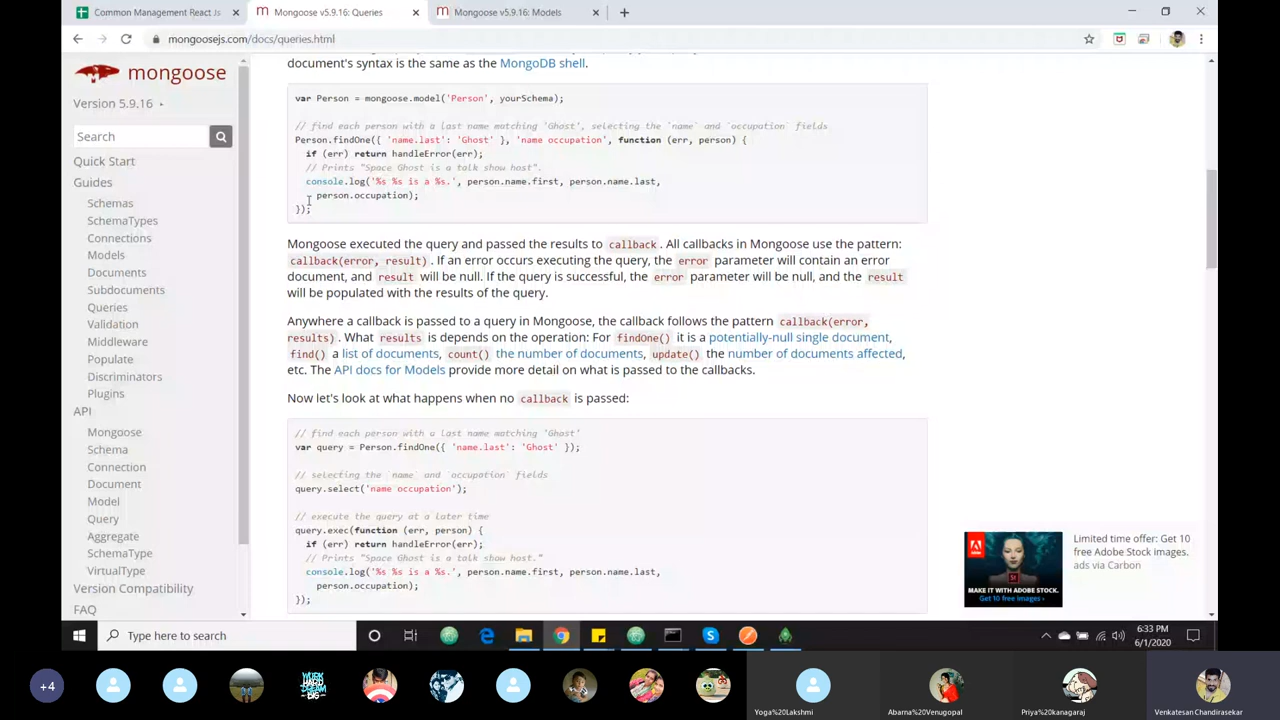 Common Management React Js
Mongoose v5.9.16: Queries
Mongoose v5.9.16: Models
mongoosejs.com/docs/queries.html
mongoose
Version 5.9.16
Search
Quick Start
Guides
Schemas
SchemaTypes
Connections
Models
Documents
Subdocuments
Queries
Validation
Middleware
Populate
Discriminators
Plugins
API
Mongoose
Schema
Connection
Document
Model
Query
Aggregate
SchemaType
VirtualType
Version Compatibility
FAQ
document's syntax is the same as the MongoDB shell.
var Person = mongoose.model('Person', yourSchema);
// find each person with a last name matching 'Ghost', selecting the `name` and `occupation` fields
Person.findOne({ 'name.last': 'Ghost' }, 'name occupation', function (err, person) {
if (err) return handleError(err);
// Prints "Space Ghost is a talk show host".
console.log('%s %s is a %s.', person.name.first, person.name.last,
person.occupation);
});
Mongoose executed the query and passed the results to callback. All callbacks in Mongoose use the pattern:
callback(error, result). If an error occurs executing the query, the error parameter will contain an error
document, and result will be null. If the query is successful, the error parameter will be null, and the result
will be populated with the results of the query.
Anywhere a callback is passed to a query in Mongoose, the callback follows the pattern callback(error,
results). What results is depends on the operation: For findOne() it is a potentially-null single document,
find() a list of documents, count() the number of documents, update() the number of documents affected,
etc. The API docs for Models provide more detail on what is passed to the callbacks.
Now let's look at what happens when no callback is passed:
// find each person with a last name matching 'Ghost'
var query = Person.findOne({ 'name.last': 'Ghost' });
// selecting the `name` and `occupation` fields
query.select('name occupation');
// execute the query at a later time
query.exec(function (err, person) {
if (err) return handleError(err);
// Prints "Space Ghost is a talk show host."
console.log('%s %s is a %s.', person.name.first, person.name.last,
person.occupation);
});
MAKE IT WITH ADOBE STOCK.
Get 10 free images ›
Limited time offer: Get 10
free Adobe Stock images.
ads via Carbon
Type here to search
6:33 PM
6/1/2020
+4
Yoga%20Lakshmi
Abarna%20Venugopal
Priya%20kanagaraj
Venkatesan Chandirasekar